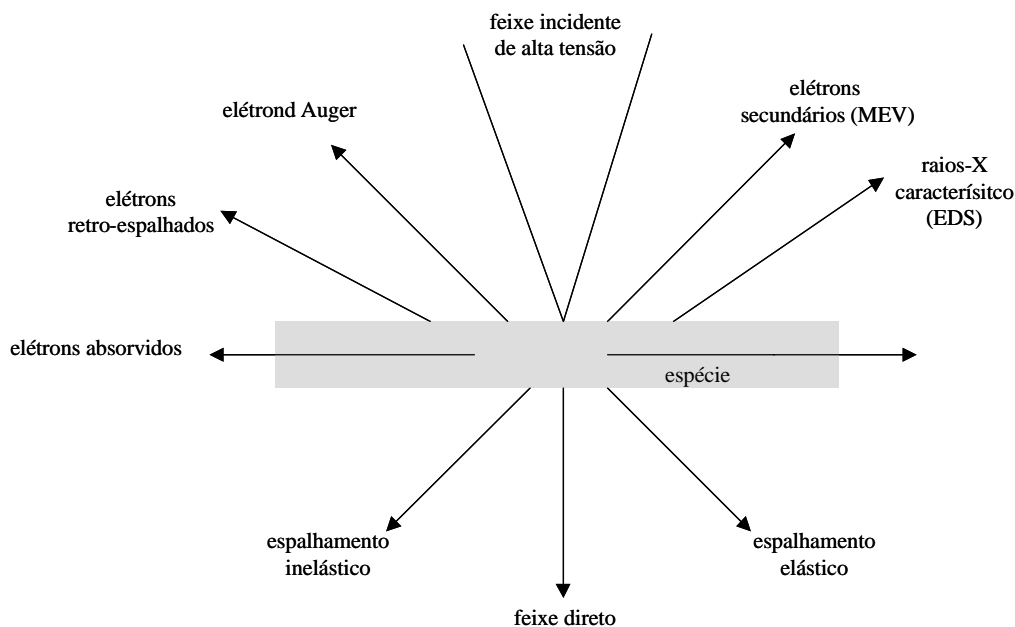 feixe incidente
de alta tensão
elétrons
secundários (MEV)
elétrond Auger
raios-X
caracterísitco
(EDS)
elétrons
retro-espalhados
elétrons absorvidos
espécie
espalhamento
inelástico
espalhamento
elástico
feixe direto